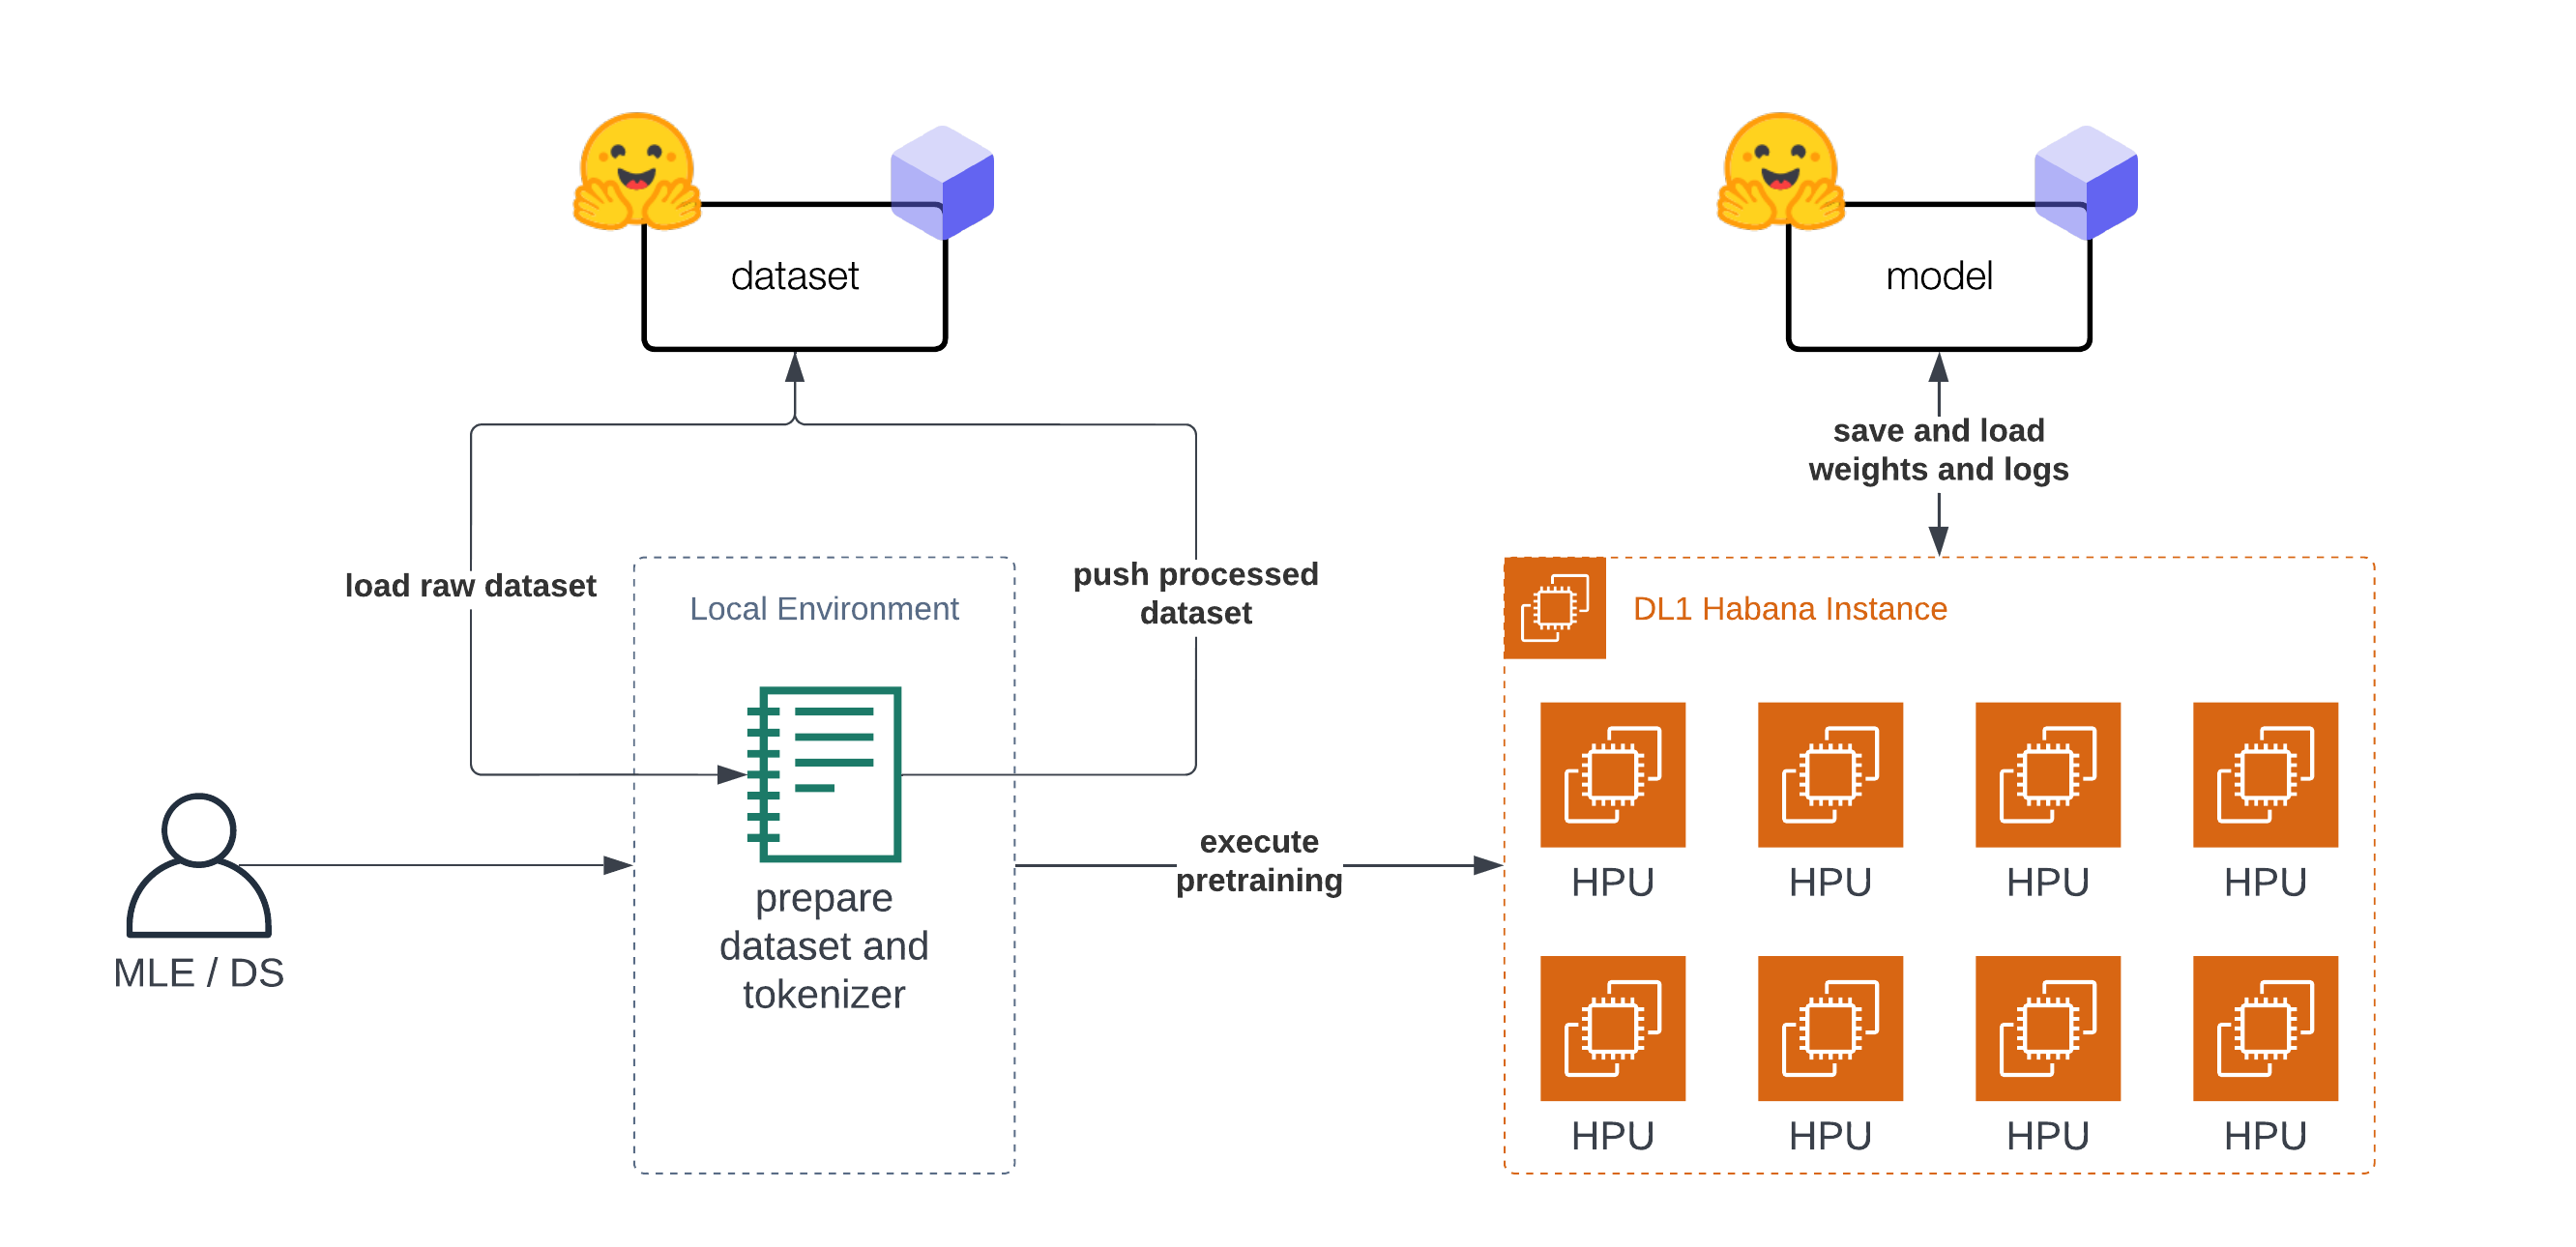 dataset
model
save and load
weights and logs
load raw dataset
push processed
dataset
Local Environment
DL1 Habana Instance
execute
pretraining
prepare
dataset and
tokenizer
MLE / DS
HPU
HPU
HPU
HPU
HPU
HPU
HPU
HPU